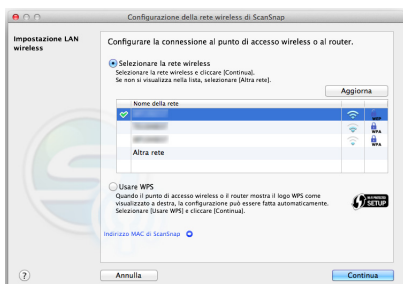 Configurazione della rete wireless di ScanSnap
Impostazione LAN
wireless
Configurare la connessione al punto di accesso wireless o al router.
Selezionare la rete wireless
Selezionare la rete wireless e cliccare [Continua].
Se non si visualizza nella lista, selezionare [Altra rete].
Aggiorna
Nome della rete
WPA
WPA
Altra rete
Usare WPS
Quando il punto di accesso wireless o il router mostra il logo WPS come
visualizzato a destra, la configurazione può essere fatta automaticamente.
Selezionare [Usare WPS] e cliccare [Continua].
WI-FI PROTECTED
SETUP
Indirizzo MAC di ScanSnap
?
Annulla
Continua